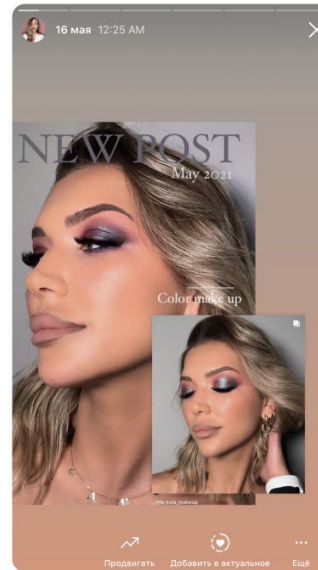 16 мая 12:25 AM
NEW POST
May 2021
Color make up
Продвигать
Добавить в актуальное
Ещё